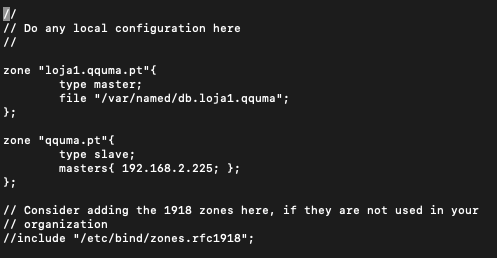 //
// Do any local configuration here
//
zone "loja1.qquma.pt"{
        type master;
        file "/var/named/db.loja1.qquma";
};
zone "qquma.pt"{
        type slave;
        masters{ 192.168.2.225; };
};
// Consider adding the 1918 zones here, if they are not used in your
// organization
//include "/etc/bind/zones.rfc1918";